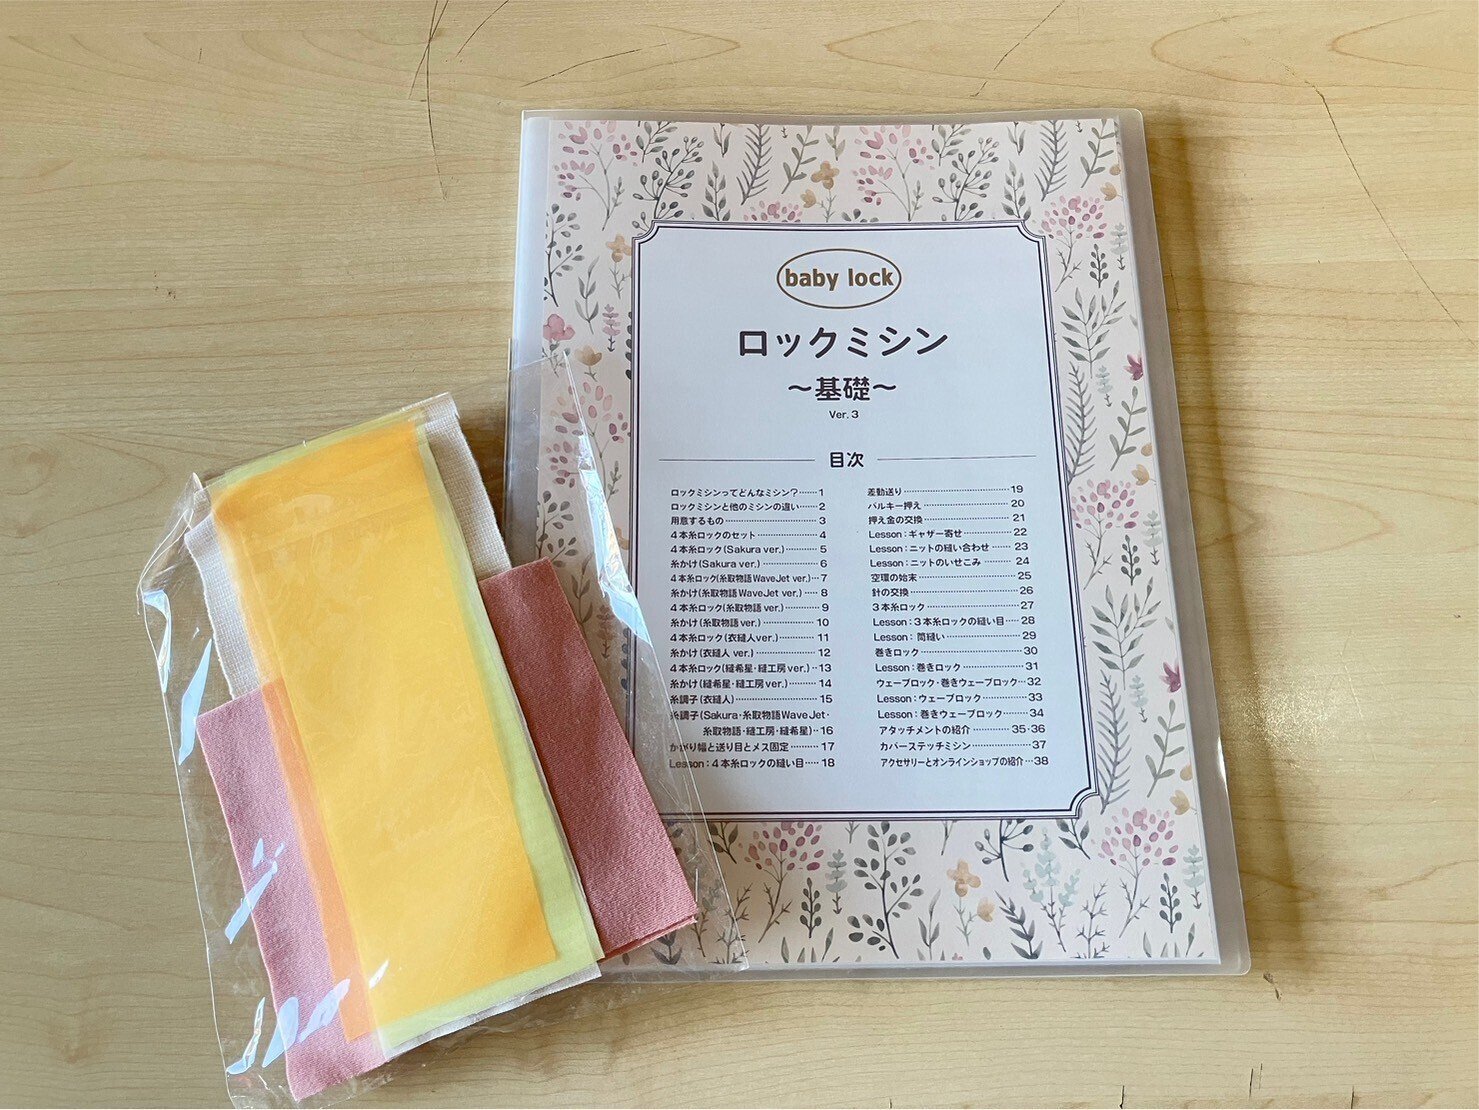 baby lock
ロックミシン
～基礎～
Ver. 3
目次
ロックミシンってどんなミシン？……1
ロックミシンと他のミシンの違い……2
用意するもの……3
4本糸ロックのセット……4
4本糸ロック(Sakura ver.)……5
糸かけ(Sakura ver.)……6
4本糸ロック(糸取物語 WaveJet ver.)…7
糸かけ(糸取物語 WaveJet ver.)……8
4本糸ロック(糸取物語 ver.)……9
糸かけ(糸取物語 ver.)……10
4本糸ロック(衣縫人 ver.)……11
糸かけ(衣縫人 ver.)……12
4本糸ロック(縫希星・縫工房 ver.)…13
糸かけ(縫希星・縫工房 ver.)……14
糸調子(衣縫人)……15
糸調子(Sakura・糸取物語 Wave Jet・
糸取物語・縫工房・縫希星)…16
かがり幅と送り目とメス固定……17
Lesson：4本糸ロックの縫い目……18
差動送り……19
バルキー押え……20
押え金の交換……21
Lesson：ギャザー寄せ……22
Lesson：ニットの縫い合わせ……23
Lesson：ニットのいせこみ……24
空環の始末……25
針の交換……26
3本糸ロック……27
Lesson：3本糸ロックの縫い目……28
Lesson：筒縫い……29
巻きロック……30
Lesson：巻きロック……31
ウェーブロック・巻きウェーブロック…32
Lesson：ウェーブロック……33
Lesson：巻きウェーブロック……34
アタッチメントの紹介……35・36
カバーステッチミシン……37
アクセサリーとオンラインショップの紹介…38